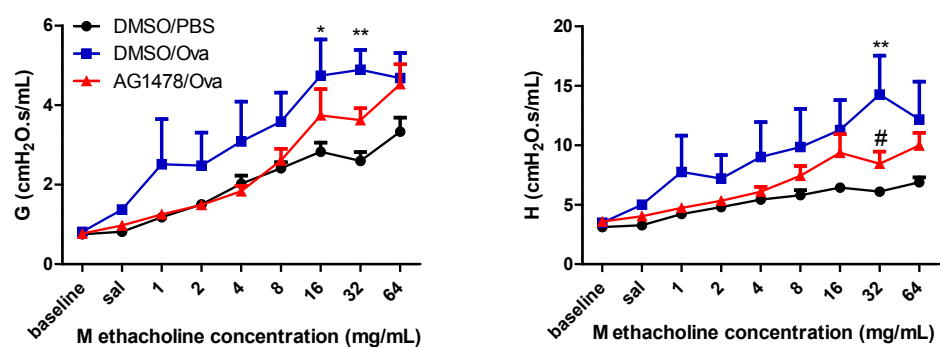 DMSO/PBS
DMSO/Ova
AG1478/Ova
G (cmH₂O.s/mL)
6
4
2
0
* **
baseline sal 1 2 4 8 16 32 64
M ethacholine concentration (mg/mL)
H (cmH₂O.s/mL)
20
15
10
5
0
**
#
baseline sal 1 2 4 8 16 32 64
M ethacholine concentration (mg/mL)